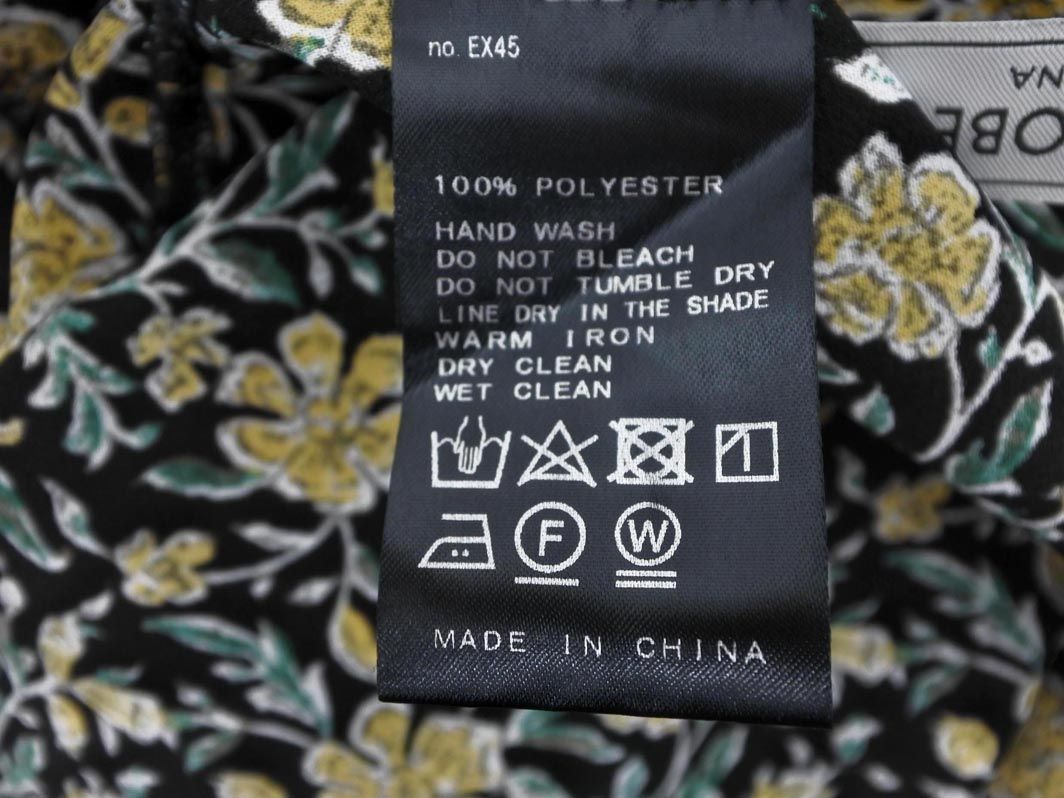 no. EX45
100% POLYESTER
HAND WASH
DO NOT BLEACH
DO NOT TUMBLE DRY
LINE DRY IN THE SHADE
WARM IRON
DRY CLEAN
WET CLEAN
F
W
MADE IN CHINA